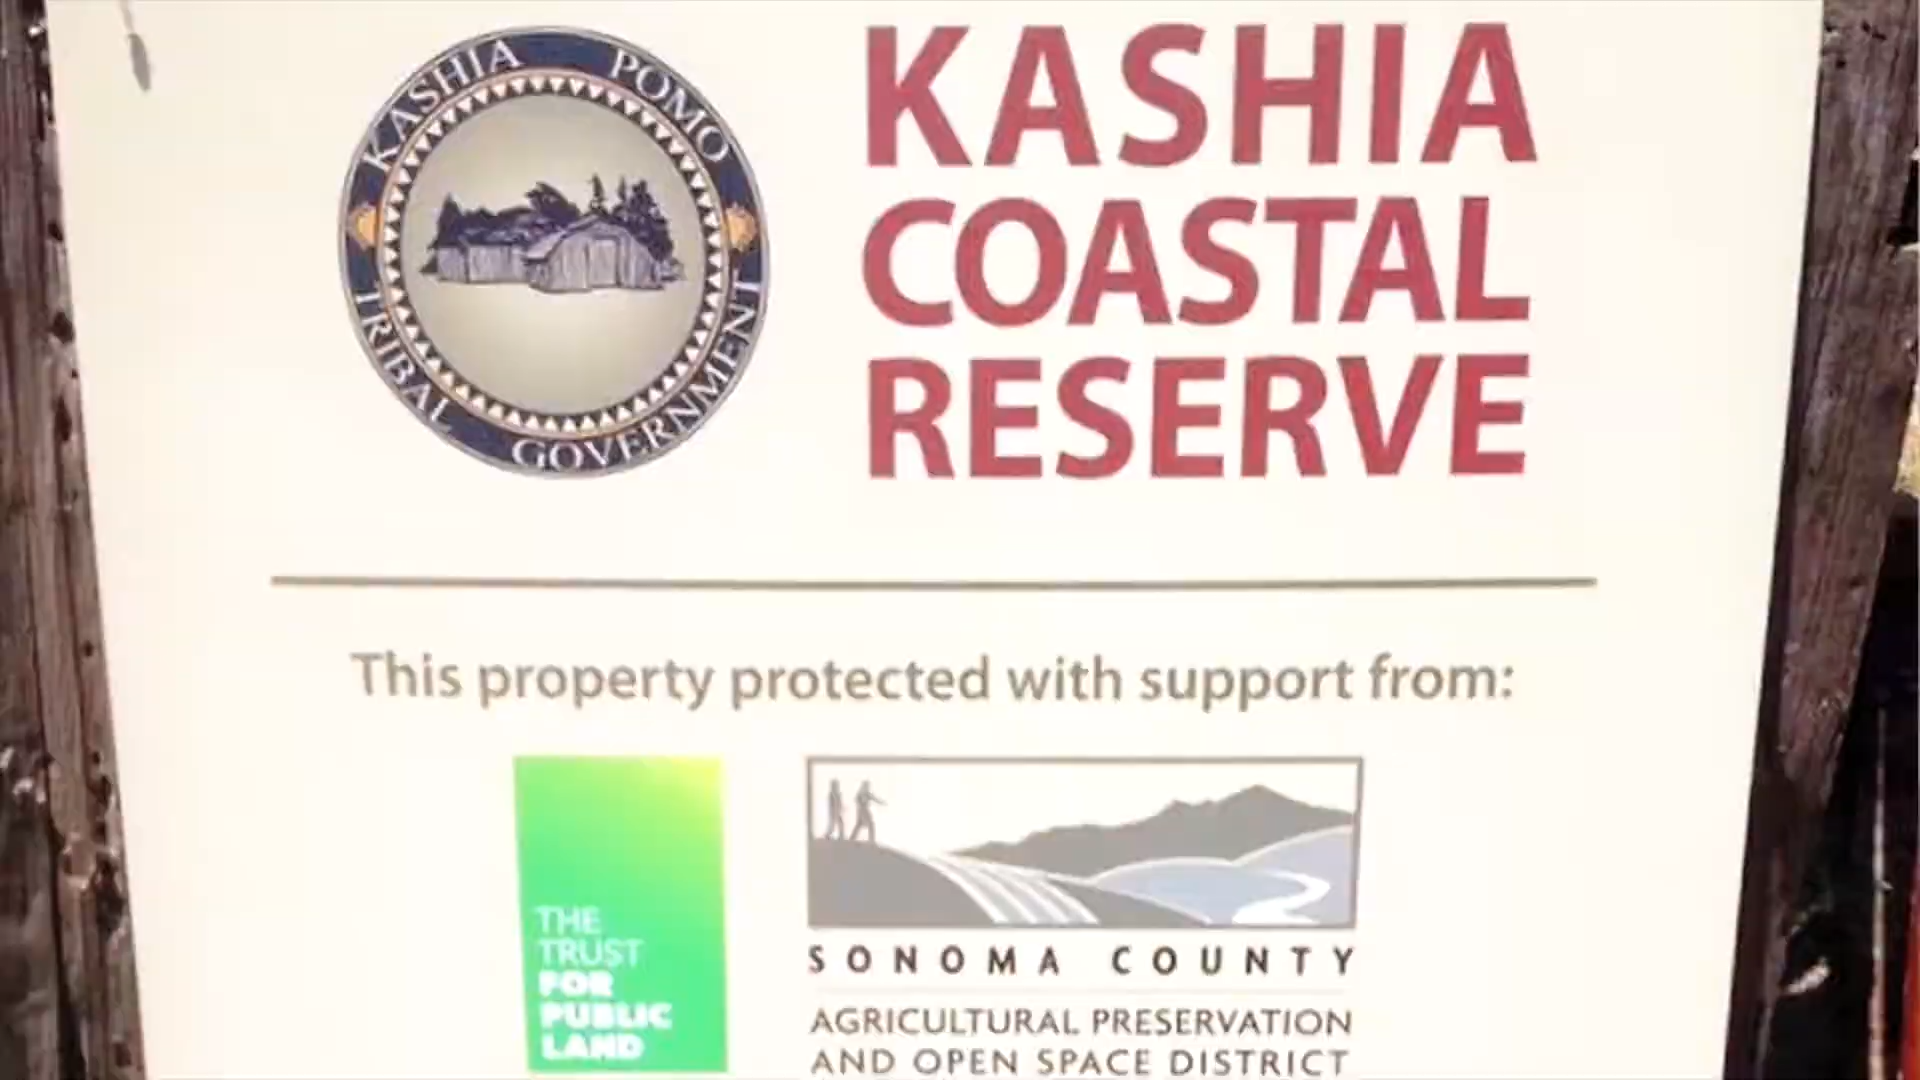 KASHIA POMO
TRIBAL GOVERNMENT
KASHIA
COASTAL
RESERVE
This property protected with support from:
THE
TRUST
FOR
PUBLIC
LAND
SONOMA COUNTY
AGRICULTURAL PRESERVATION
AND OPEN SPACE DISTRICT